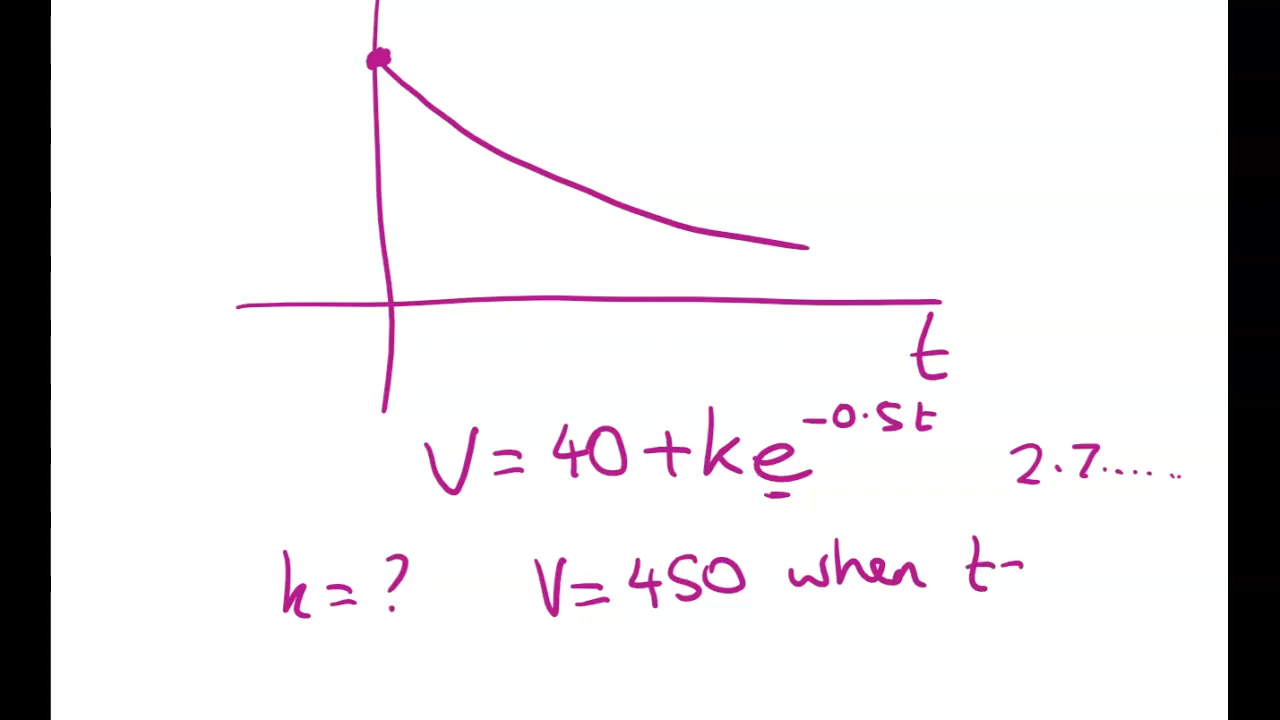 t
V = 40 + ke^{-0.5t}
2.7......
k = ?
V = 450 when t-